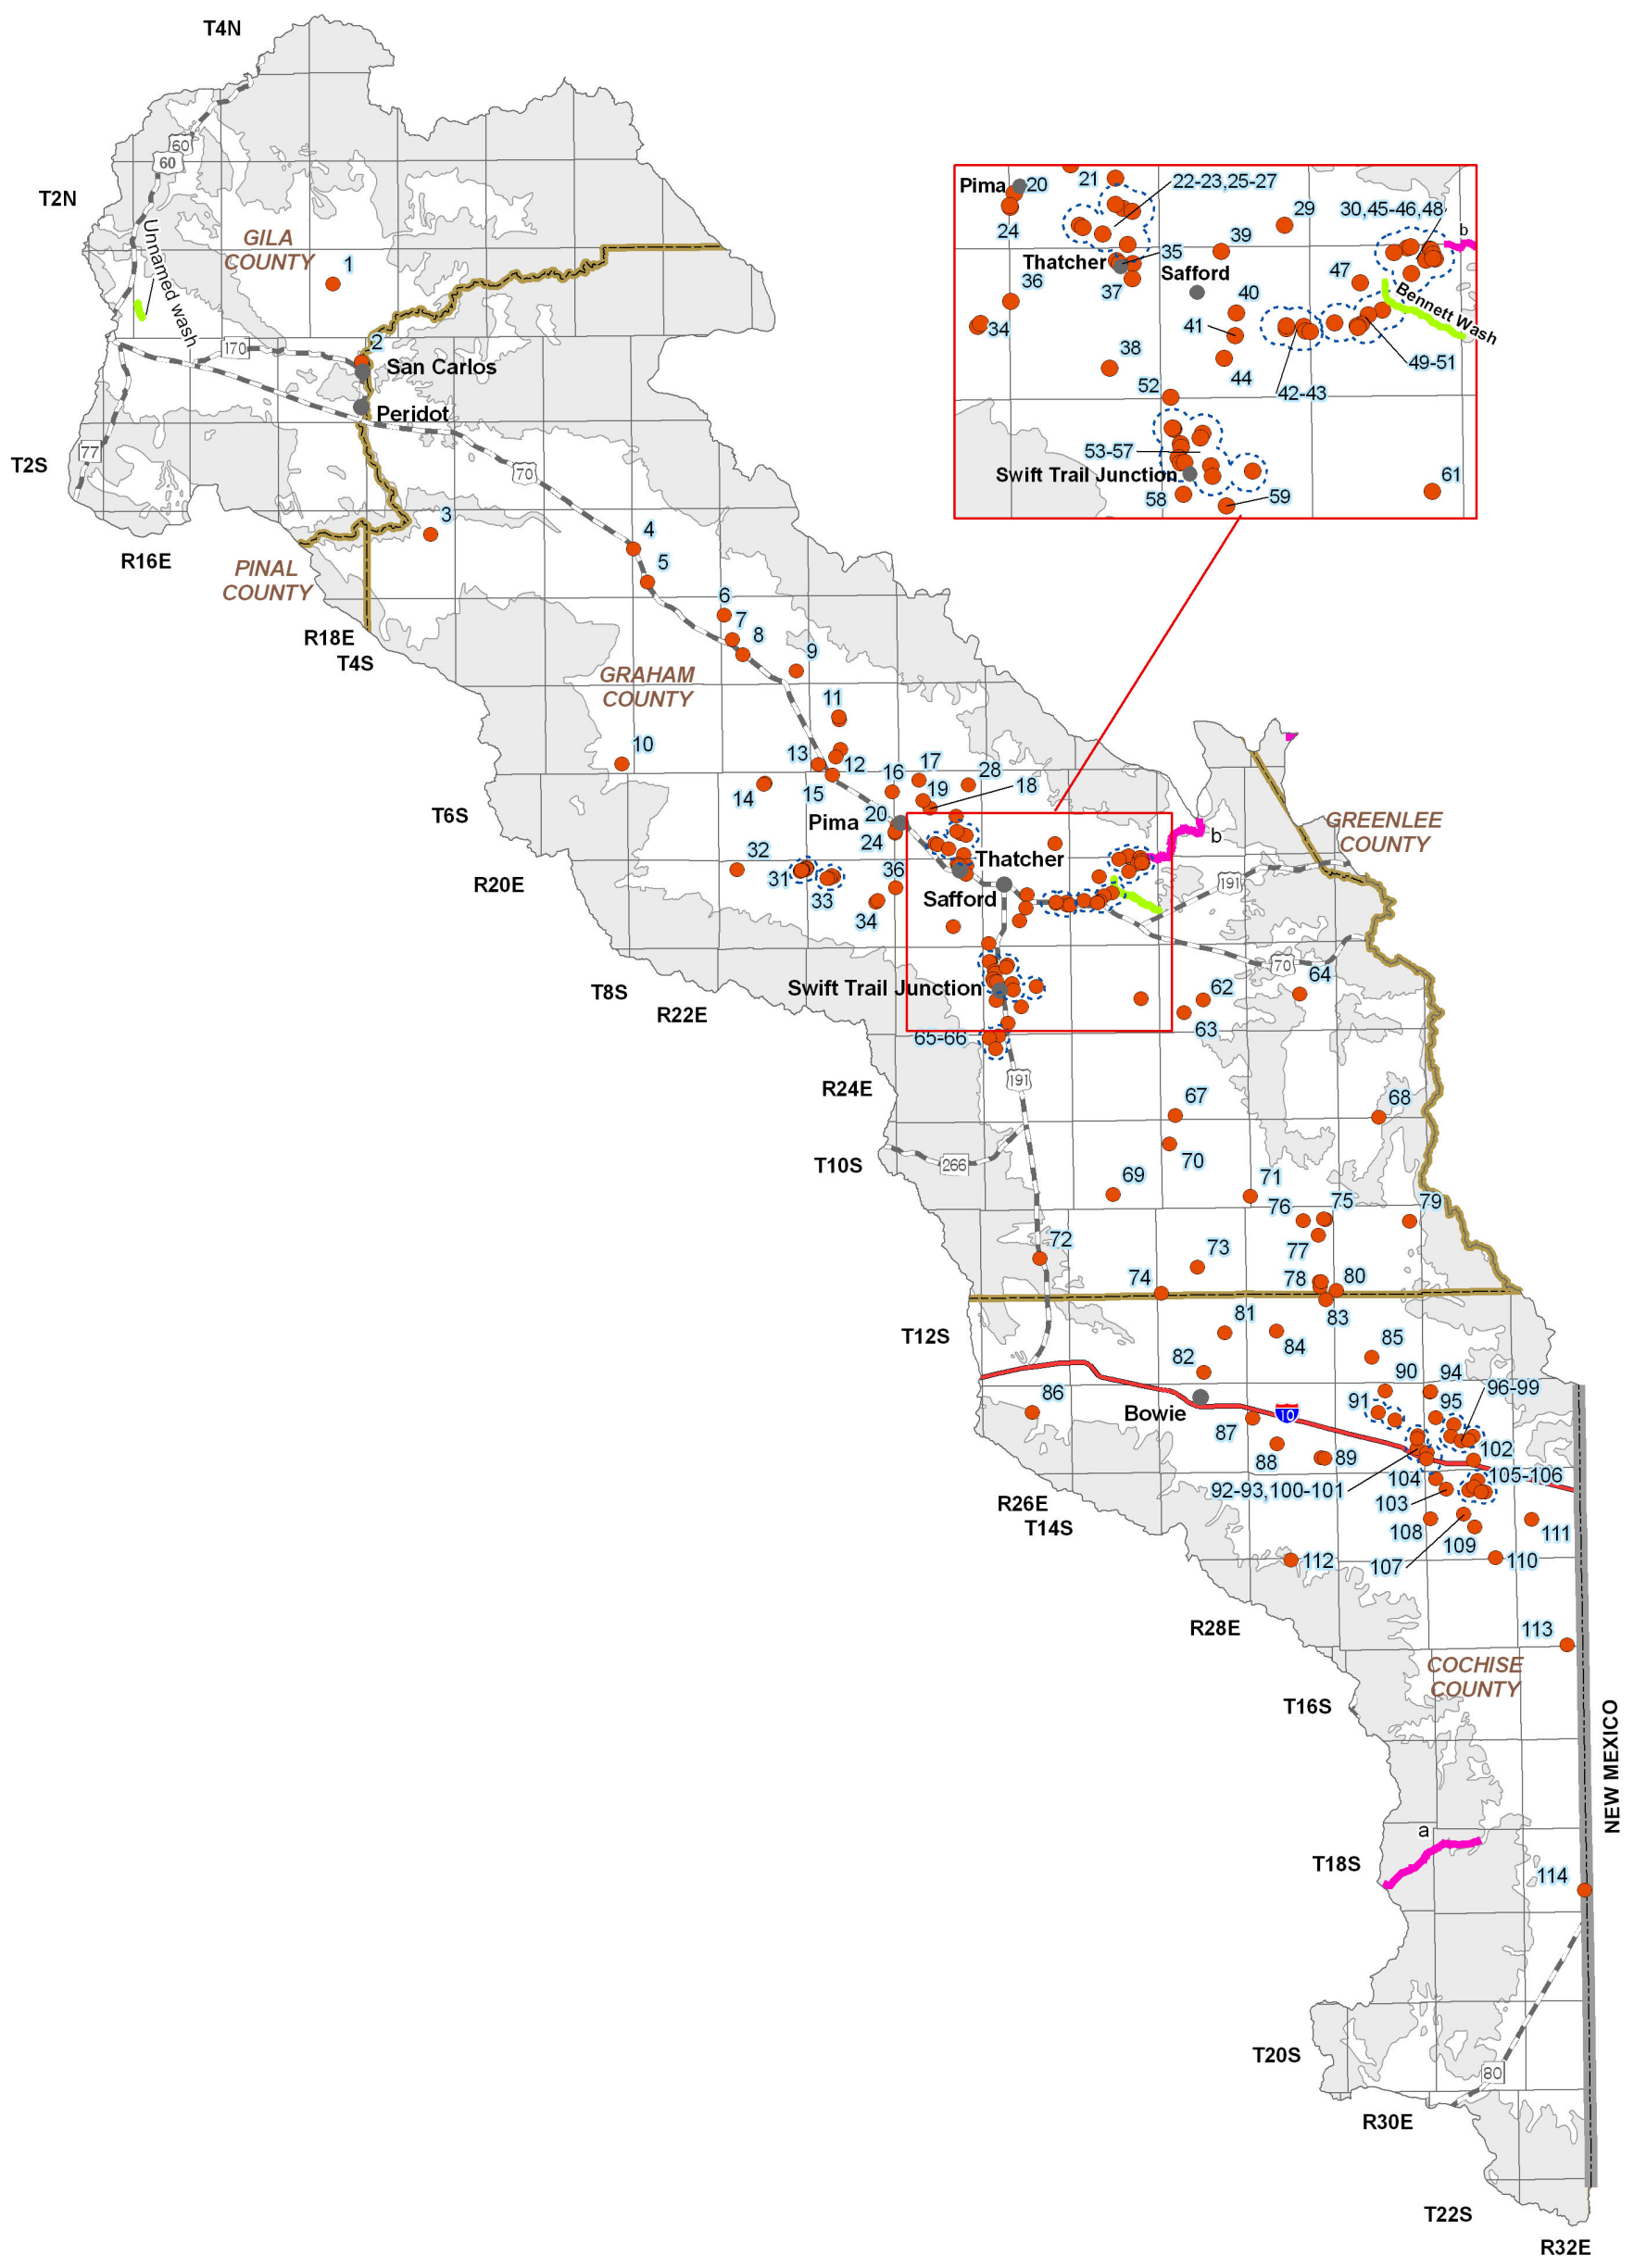 T4N
60
60
T2N
Unnamed wash
GILA
COUNTY
1
2
170
San Carlos
Peridot
77
T2S
70
3
4
R16E
PINAL
COUNTY
5
R18E
T4S
6
7
8
9
GRAHAM
COUNTY
11
10
13
12
14
15
16
17
28
18
19
T6S
Pima
20
24
Thatcher
b
GREENLEE
COUNTY
32
31
33
36
R20E
34
Safford
191
70
64
T8S
Swift Trail Junction
62
R22E
63
65-66
191
R24E
67
68
T10S
266
70
69
71
76
75
79
72
73
77
74
78
80
83
T12S
81
84
85
82
90
94
86
91
95
96-99
Bowie
10
87
102
88
89
104
105-106
R26E
92-93,100-101
103
T14S
108
109
111
107
110
112
R28E
113
COCHISE
COUNTY
T16S
NEW MEXICO
a
T18S
114
T20S
80
R30E
T22S
R32E
Pima
20
21
22-23,25-27
24
29
30,45-46,48
b
39
35
Thatcher
Safford
47
36
37
40
Bennett Wash
34
41
38
44
49-51
52
42-43
53-57
Swift Trail Junction
58
59
61